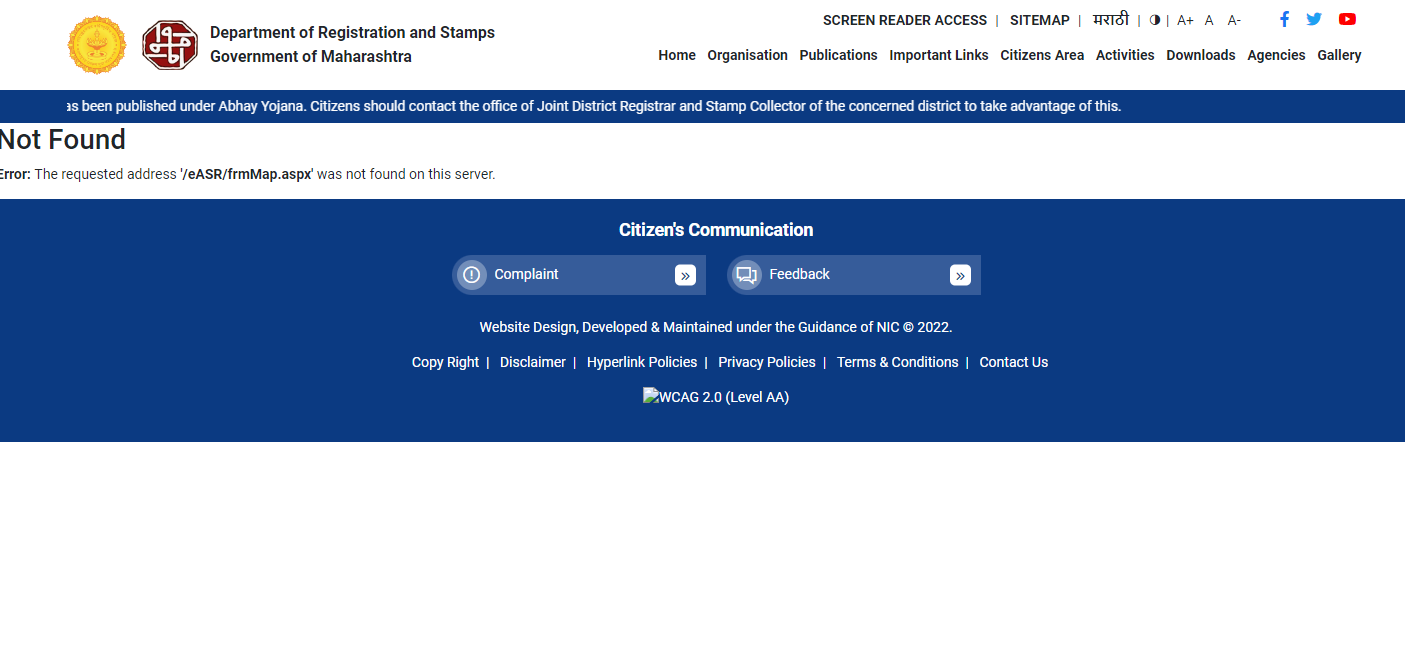 Department of Registration and Stamps
Government of Maharashtra
SCREEN READER ACCESS | SITEMAP | मराठी | | A+ A A-
Home Organisation Publications Important Links Citizens Area Activities Downloads Agencies Gallery
been published under Abhay Yojana. Citizens should contact the office of Joint District Registrar and Stamp Collector of the concerned district to take advantage of this.
Not Found
Error: The requested address '/eASR/frmMap.aspx' was not found on this server.
Citizen's Communication
Complaint »
Feedback »
Website Design, Developed & Maintained under the Guidance of NIC © 2022.
Copy Right | Disclaimer | Hyperlink Policies | Privacy Policies | Terms & Conditions | Contact Us
WCAG 2.0 (Level AA)